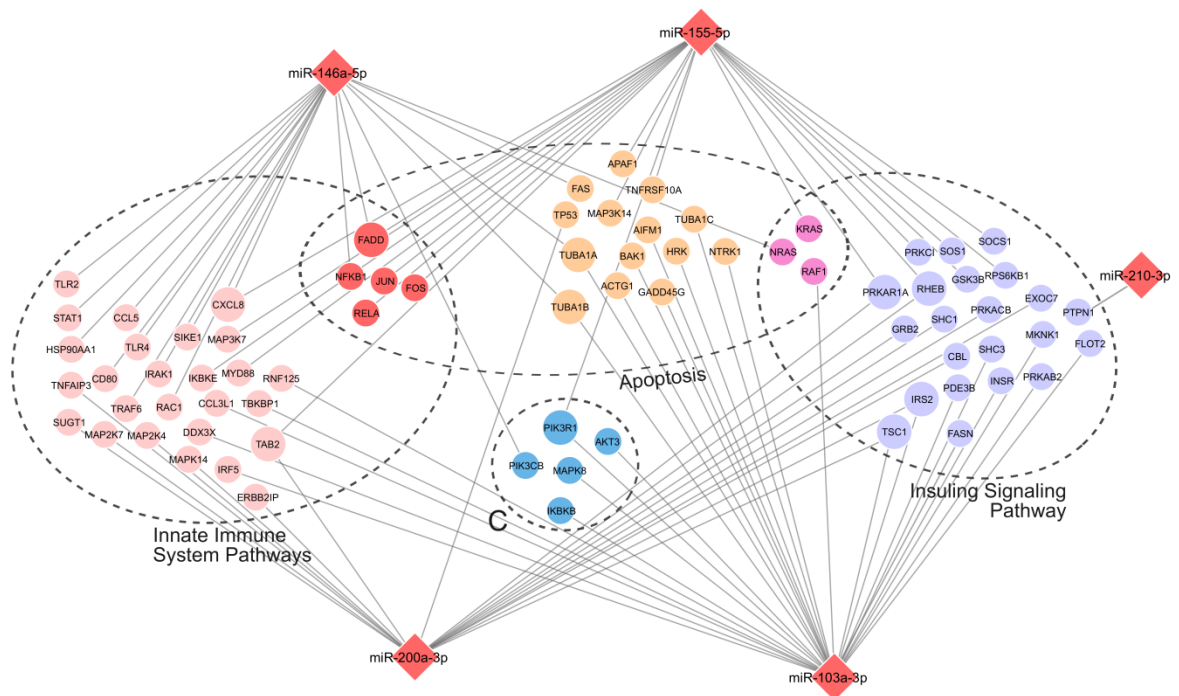 miR-155-5p
miR-146a-5p
APAF1
FAS
TNFRSF10A
TP53
MAP3K14
TUBA1C
AIFM1
KRAS
FADD
TUBA1A
BAK1
HRK
NTRK1
NRAS
PRKCI
SOS1
SOCS1
RAF1
NFKB1
JUN
FOS
ACTG1
GADD45G
PRKAR1A
RHEB
GSK3B
RPS6KB1
miR-210-3p
TLR2
CXCL8
RELA
TUBA1B
EXOC7
PRKACB
PTPN1
STAT1
CCL5
GRB2
SHC1
MKNK1
FLOT2
HSP90AA1
TLR4
SIKE1
MAP3K7
CBL
SHC3
TNFAIP3
CD80
IRAK1
IKBKE
MYD88
RNF125
Apoptosis
PDE3B
INSR
PRKAB2
TRAF6
RAC1
CCL3L1
TBKBP1
IRS2
SUGT1
MAP2K7
MAP2K4
DDX3X
TAB2
PIK3R1
AKT3
TSC1
FASN
MAPK14
IRF5
PIK3CB
MAPK8
ERBB2IP
IKBKB
Insuling Signaling
Pathway
C
Innate Immune
System Pathways
miR-200a-3p
miR-103a-3p